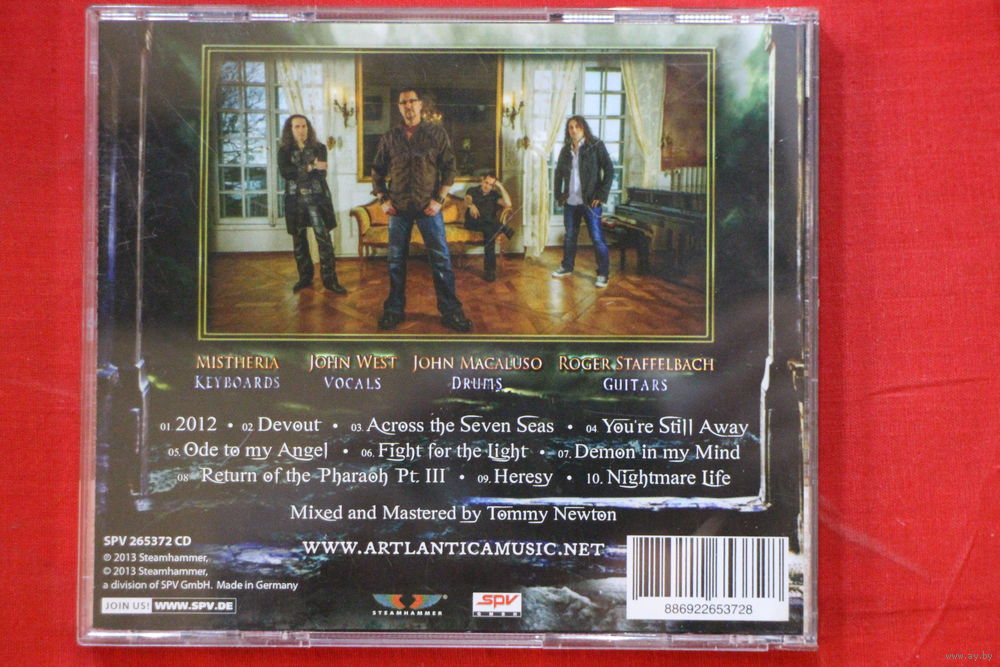 MISTHERIA JOHN WEST JOHN MACALUSO ROGER STAFFELBACH
KEYBOARDS VOCALS DRUMS GUITARS
01 2012 • 02 Devout • 03. Across the Seven Seas • 04. You're Still Away
05. Ode to my Angel • 06. Fight for the Light • 07. Demon in my Mind
08 Return of the Pharaoh Pt. III • 09. Heresy • 10. Nightmare Life
Mixed and Mastered by Tommy Newton
WWW.ARTLANTICAMUSIC.NET
SPV 265372 CD
℗ 2013 Steamhammer,
© 2013 Steamhammer,
a division of SPV GmbH. Made in Germany
JOIN US! WWW.SPV.DE
STEAMHAMMER
SPV
GMBH
886922653728
www.ay.by